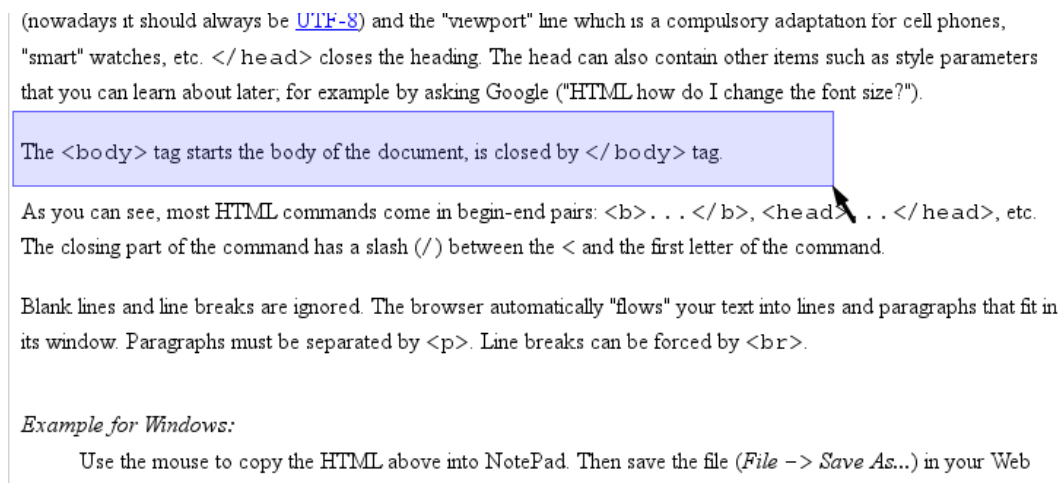 (nowadays it should always be UTF-8) and the "viewport" line which is a compulsory adaptation for cell phones,
"smart" watches, etc. </head> closes the heading. The head can also contain other items such as style parameters
that you can learn about later; for example by asking Google ("HTML how do I change the font size?").
The <body> tag starts the body of the document, is closed by </body> tag.
As you can see, most HTML commands come in begin-end pairs: <b>...</b>, <head>...</head>, etc.
The closing part of the command has a slash (/) between the < and the first letter of the command.
Blank lines and line breaks are ignored. The browser automatically "flows" your text into lines and paragraphs that fit in
its window. Paragraphs must be separated by <p>. Line breaks can be forced by <br>.
Example for Windows:
Use the mouse to copy the HTML above into NotePad. Then save the file (File –> Save As...) in your Web